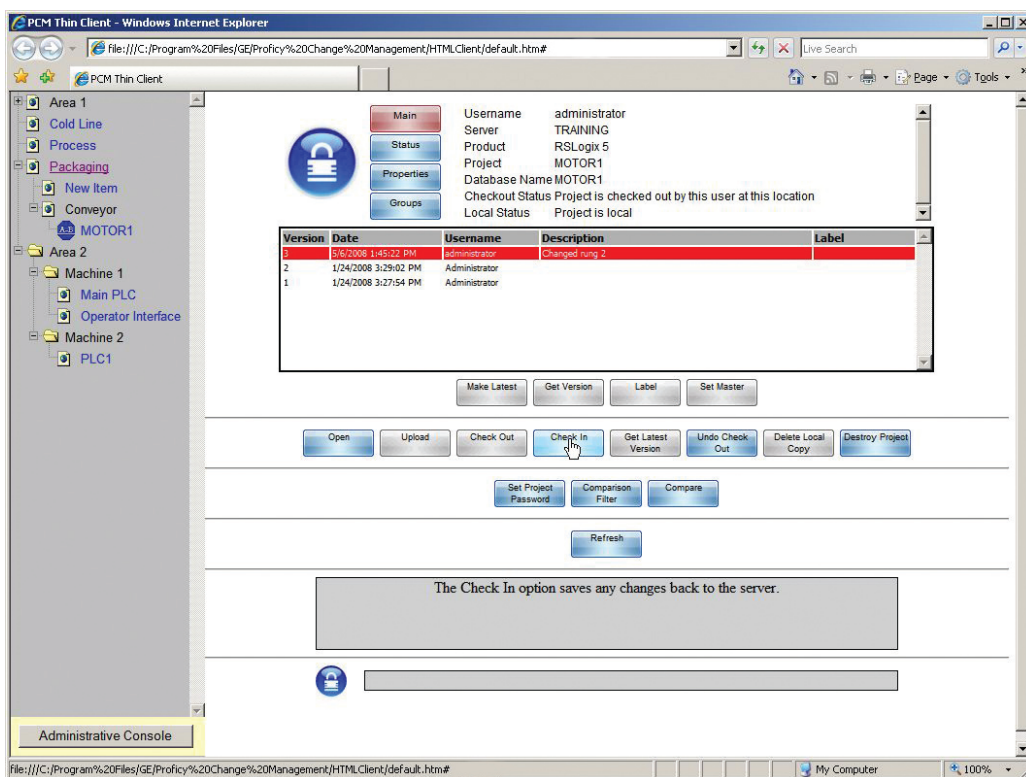 PCM Thin Client - Windows Internet Explorer
file:///C:/Program%20Files/GE/Proficy%20Change%20Management/HTMLClient/default.htm#
Live Search
PCM Thin Client
Page
Tools
Area 1
Cold Line
Process
Packaging
New Item
Conveyor
MOTOR1
Area 2
Machine 1
Main PLC
Operator Interface
Machine 2
PLC1
Administrative Console
Main
Status
Properties
Groups
Username administrator
Server TRAINING
Product RSLogix 5
Project MOTOR1
Database Name MOTOR1
Checkout Status Project is checked out by this user at this location
Local Status Project is local
Version Date Username Description Label
3 5/6/2008 1:45:22 PM administrator Changed rung 2
2 1/24/2008 3:29:02 PM Administrator
1 1/24/2008 3:27:54 PM Administrator
Make Latest Get Version Label Set Master
Open Upload Check Out Check In Get Latest Version Undo Check Out Delete Local Copy Destroy Project
Set Project Password Comparison Filter Compare
Refresh
The Check In option saves any changes back to the server.
file:///C:/Program%20Files/GE/Proficy%20Change%20Management/HTMLClient/default.htm#
My Computer
100%